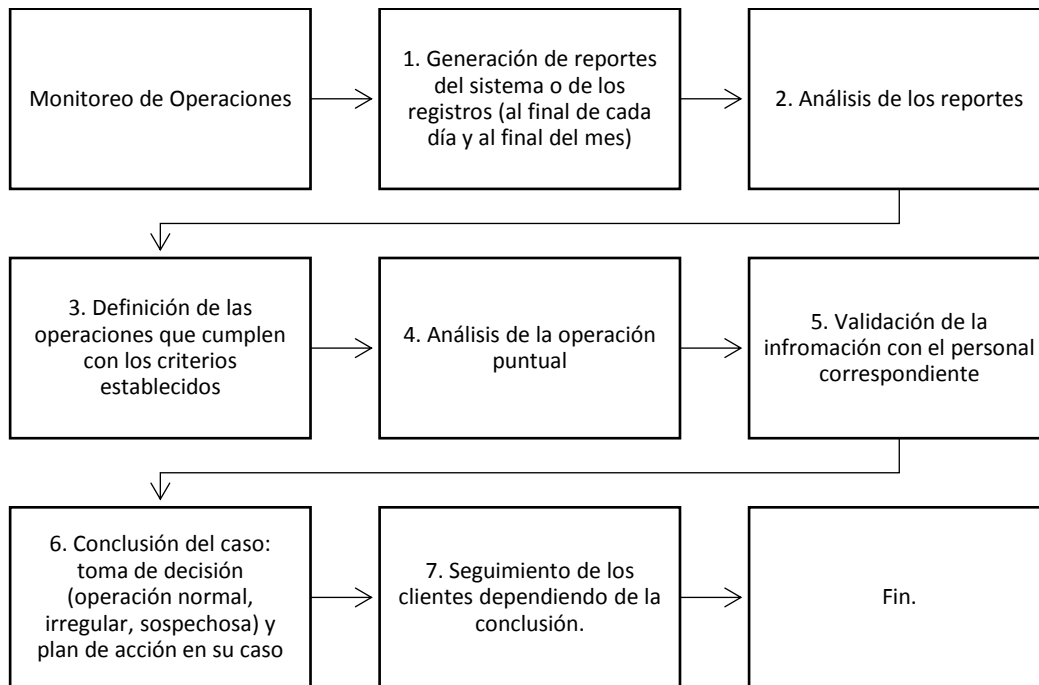 Monitoreo de Operaciones
1. Generación de reportes
del sistema o de los
registros (al final de cada
día y al final del mes)
2. Análisis de los reportes
3. Definición de las
operaciones que cumplen
con los criterios
establecidos
4. Análisis de la operación
puntual
5. Validación de la
infromación con el personal
correspondiente
6. Conclusión del caso:
toma de decisión
(operación normal,
irregular, sospechosa) y
plan de acción en su caso
7. Seguimiento de los
clientes dependiendo de la
conclusión.
Fin.